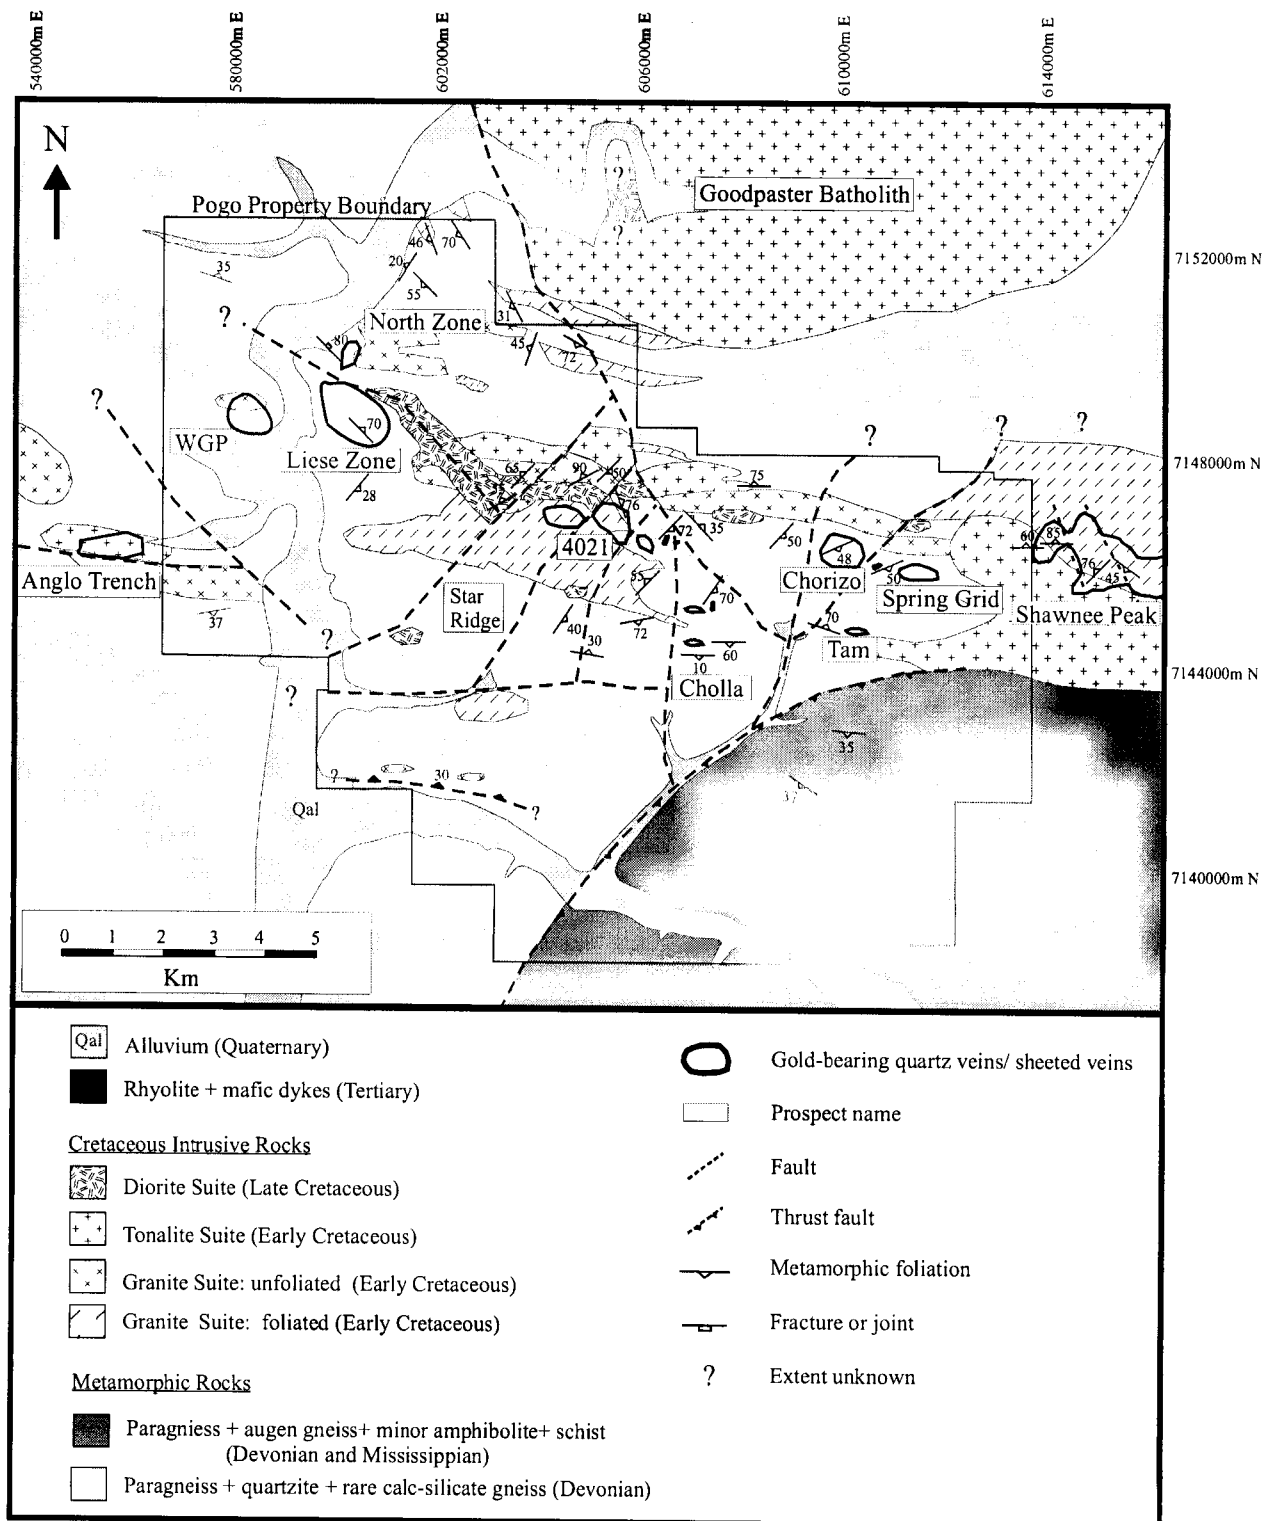 540000m E
580000m E
602000m E
606000m E
610000m E
614000m E
N
Goodpaster Batholith
Pogo Property Boundary
?
?
46
70
20
35
55
7152000m N
North Zone
31
?
80
45
72
?
WGP
70
Liese Zone
28
?
?
?
65
90
50
75
7148000m N
76
4021
72
35
50
48
60
85
Anglo Trench
37
55
Chorizo
50
Spring Grid
76
45
Shawnee Peak
Star
Ridge
70
40
72
30
60
10
70
Tam
?
?
Cholla
7144000m N
35
37
?
30
?
Qal
7140000m N
0 1 2 3 4 5
Km
Qal
Alluvium (Quaternary)
Rhyolite + mafic dykes (Tertiary)
Cretaceous Intrusive Rocks
Diorite Suite (Late Cretaceous)
Tonalite Suite (Early Cretaceous)
Granite Suite: unfoliated (Early Cretaceous)
Granite Suite: foliated (Early Cretaceous)
Metamorphic Rocks
Paragniess + augen gneiss+ minor amphibolite+ schist
(Devonian and Mississippian)
Paragneiss + quartzite + rare calc-silicate gneiss (Devonian)
Gold-bearing quartz veins/ sheeted veins
Prospect name
Fault
Thrust fault
Metamorphic foliation
Fracture or joint
?
Extent unknown